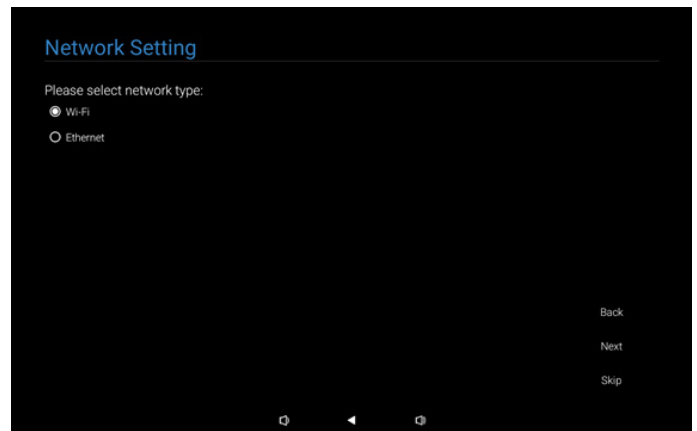 Network Setting
Please select network type:
Wi-Fi
Ethernet
Back
Next
Skip